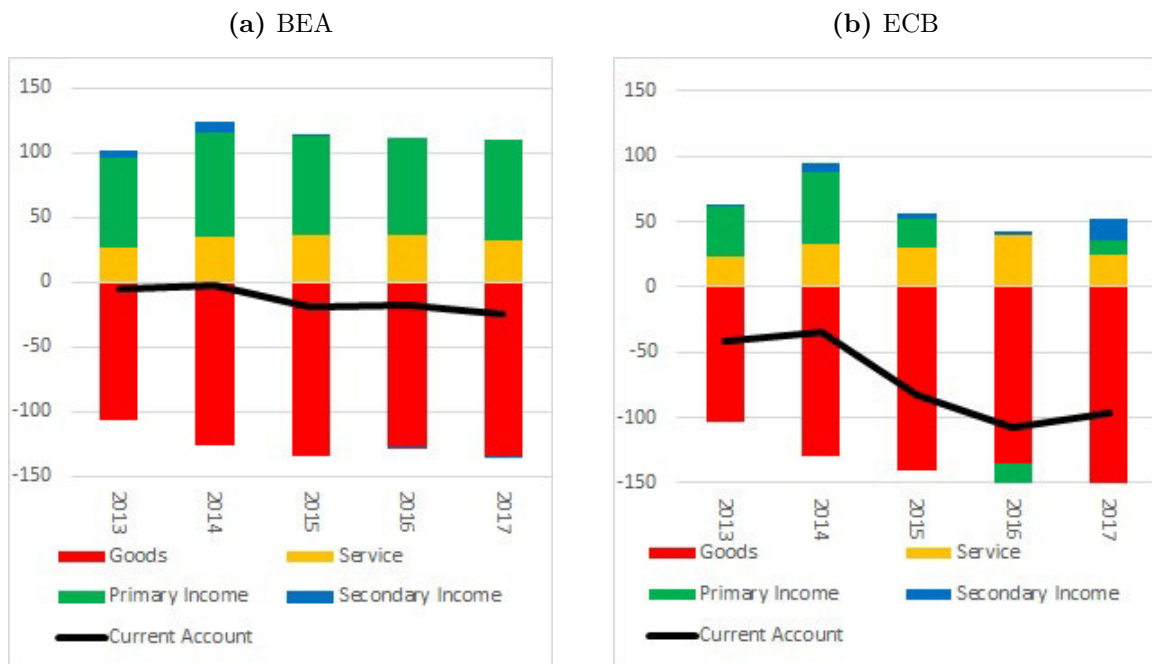 (a) BEA
150
100
50
0
-50
-100
-150
2013
2014
2015
2016
2017
Goods
Service
Primary Income
Secondary Income
Current Account
(b) ECB
150
100
50
0
-50
-100
-150
2013
2014
2015
2016
2017
Goods
Service
Primary Income
Secondary Income
Current Account